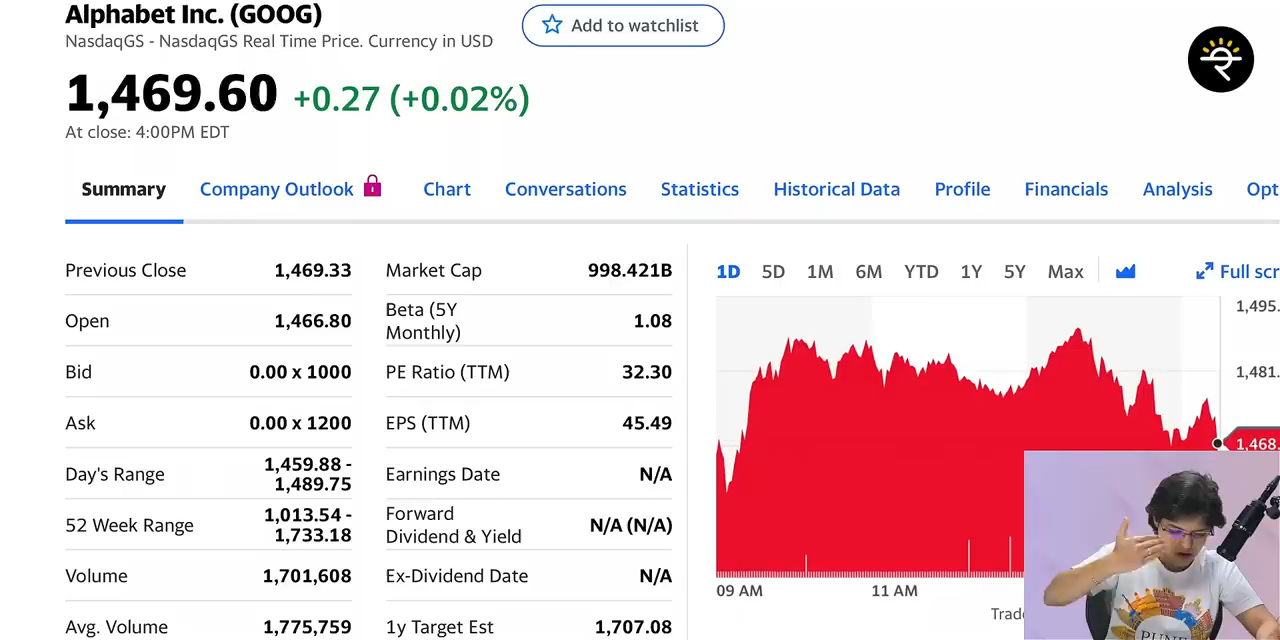 Alphabet Inc. (GOOG)
NasdaqGS - NasdaqGS Real Time Price. Currency in USD
Add to watchlist
1,469.60 +0.27 (+0.02%)
At close: 4:00PM EDT
Summary Company Outlook Chart Conversations Statistics Historical Data Profile Financials Analysis Opt
Previous Close 1,469.33
Open 1,466.80
Bid 0.00 x 1000
Ask 0.00 x 1200
Day's Range 1,459.88 -
1,489.75
52 Week Range 1,013.54 -
1,733.18
Volume 1,701,608
Avg. Volume 1,775,759
Market Cap 998.421B
Beta (5Y
Monthly) 1.08
PE Ratio (TTM) 32.30
EPS (TTM) 45.49
Earnings Date N/A
Forward
Dividend & Yield N/A (N/A)
Ex-Dividend Date N/A
1y Target Est 1,707.08
1D 5D 1M 6M YTD 1Y 5Y Max Full scr
1,495.
1,481.
1,468.
09 AM 11 AM
Trade
PUNE